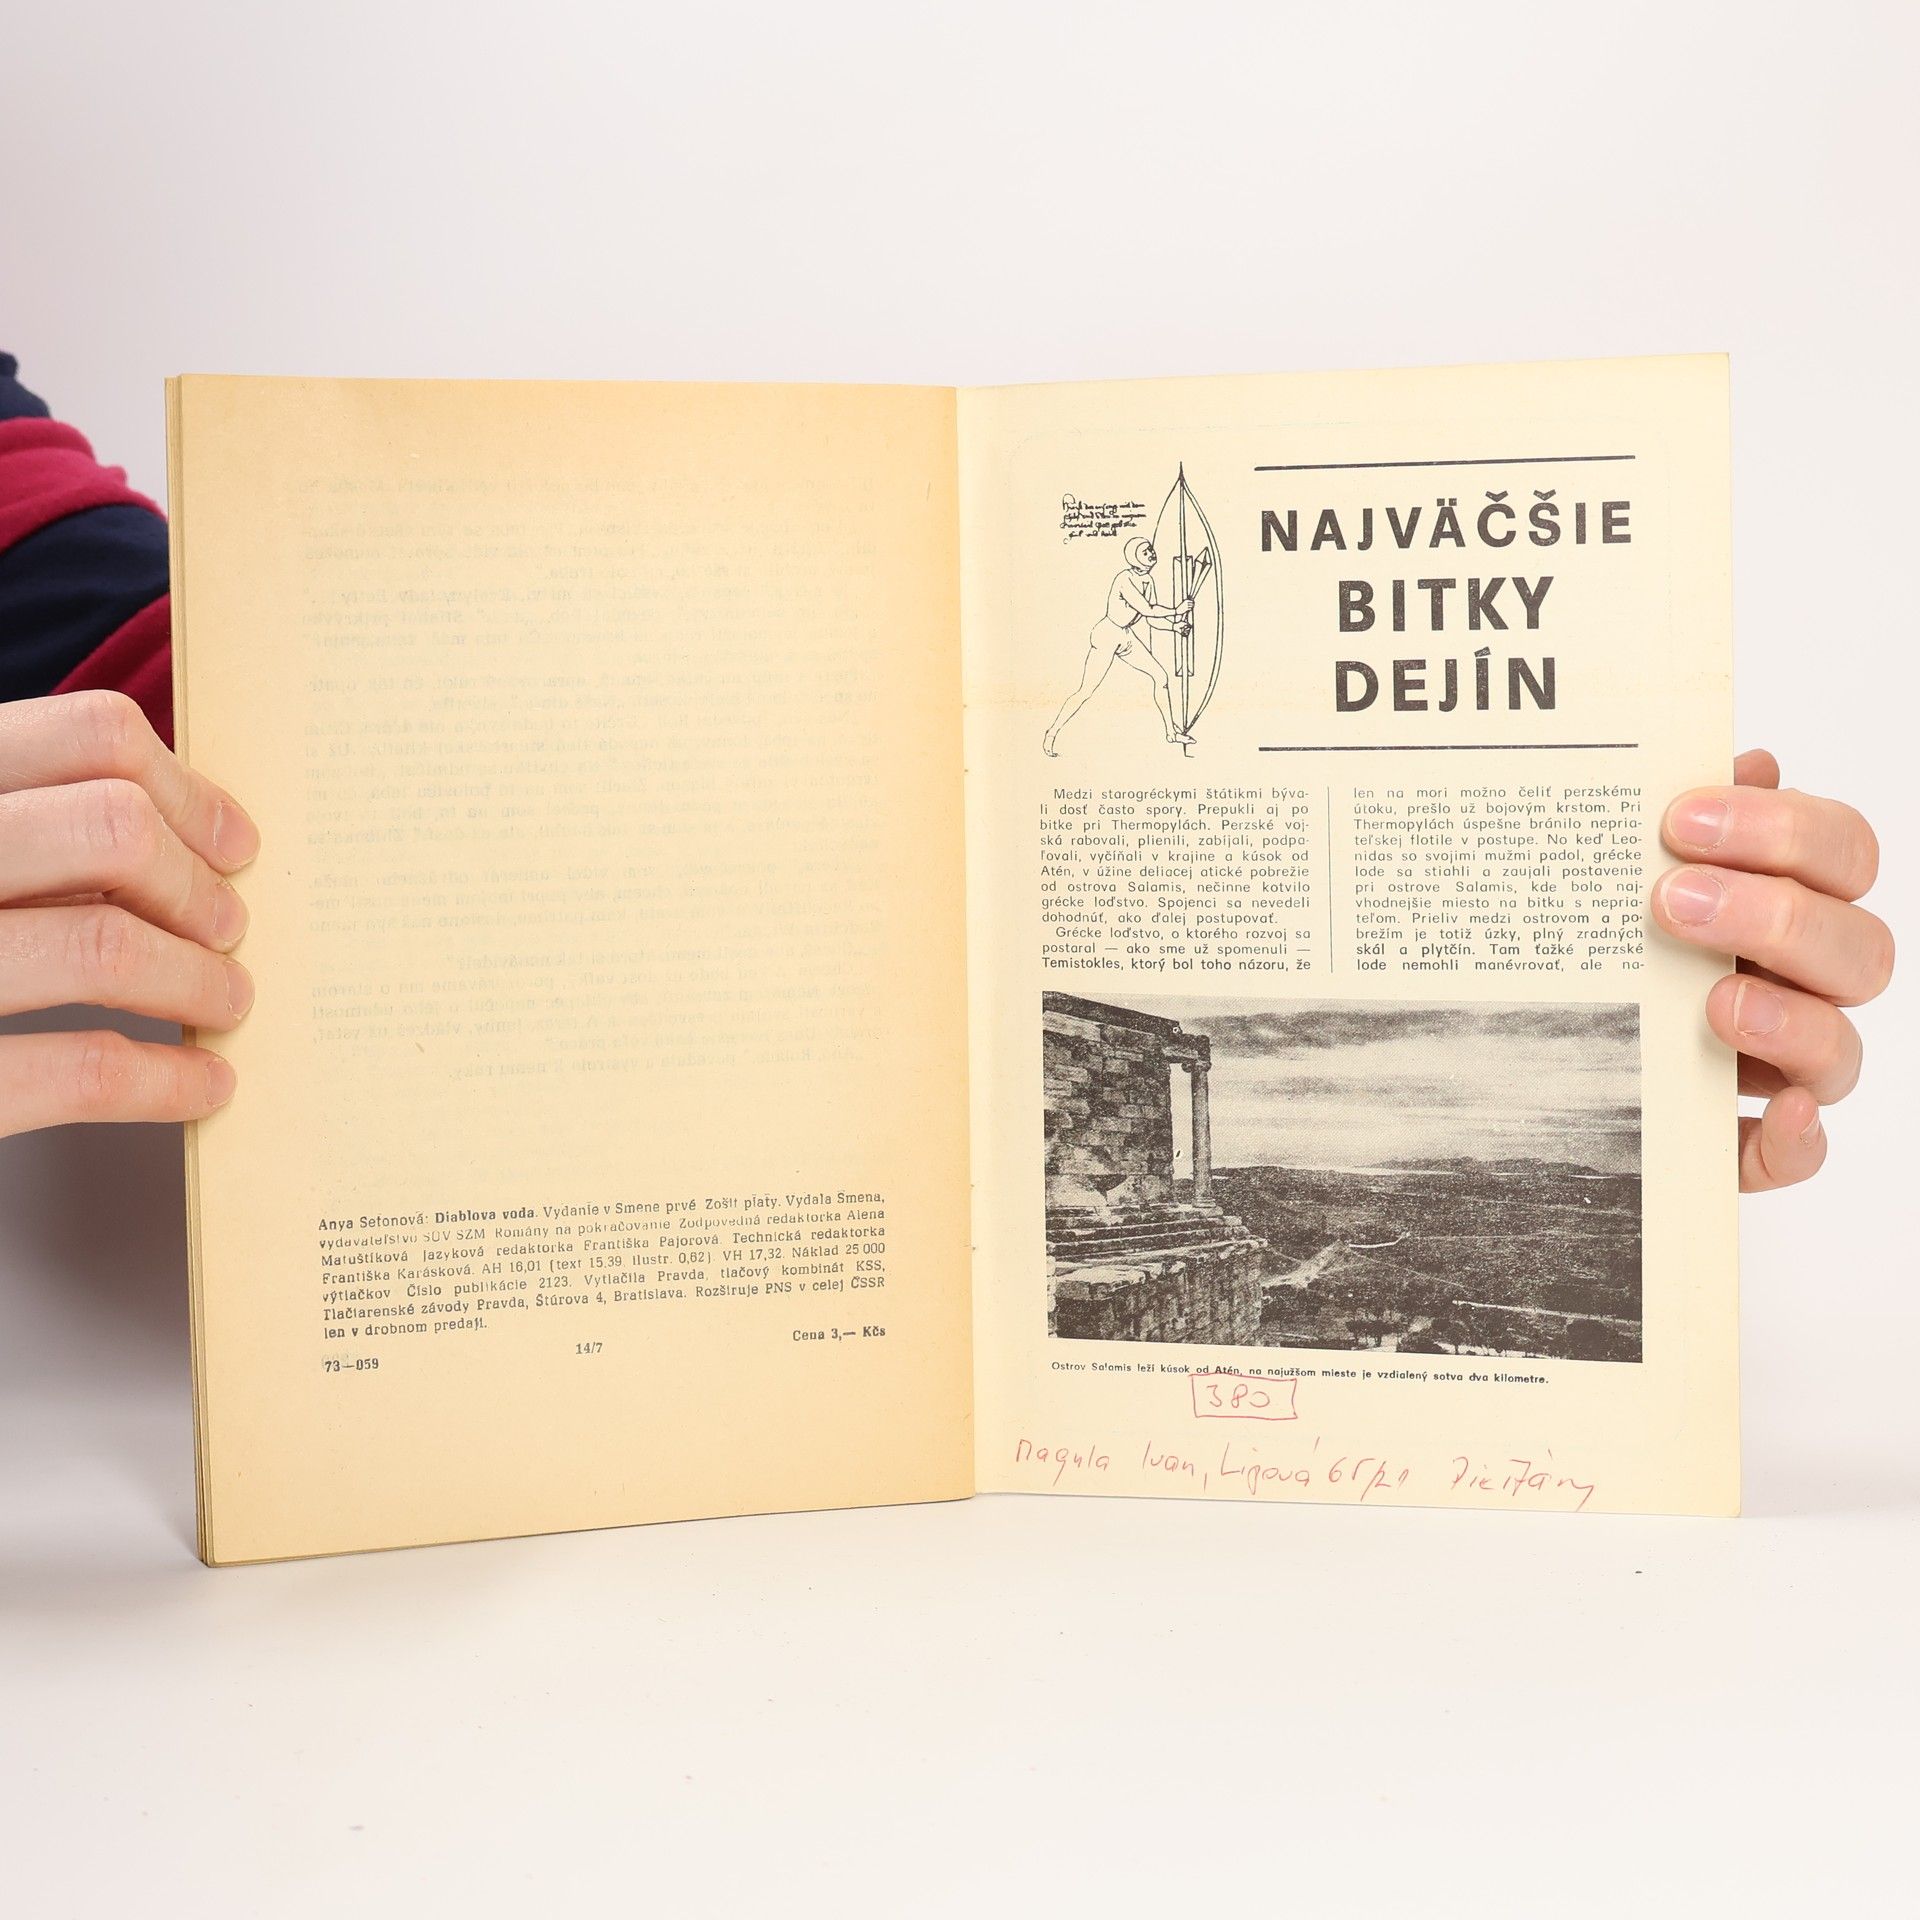 Anya Setonová: Diablova voda. Vydanie v Smene prvé Zošit piaty. Vydala Smena,
vydavateľstvo SÚV SZM Romány na pokračovanie Zodpovedná redaktorka Alena
Matuštíková Jazyková redaktorka Františka Pajorová. Technická redaktorka
Františka Karásková. AH 16,01 (text 15,39, ilustr. 0,62). VH 17,32. Náklad 25 000
výtlačkov Číslo publikácie 2123. Vytlačila Pravda, tlačový kombinát KSS,
Tlačiarenské závody Pravda, Štúrova 4, Bratislava. Rozširuje PNS v celej ČSSR
len v drobnom predaji.
14/7
Cena 3,— Kčs
73—059
NAJVÄČŠIE
BITKY
DEJÍN
Medzi starogréckymi štátikmi býva-
li dosť často spory. Prepukli aj po
bitke pri Thermopylách. Perzské voj-
ská rabovali, plienili, zabíjali, podpa-
ľovali, vyčíňali v krajine a kúsok od
Atén, v úžine deliacej atické pobrežie
od ostrova Salamis, nečinne kotvilo
grécke loďstvo. Spojenci sa nevedeli
dohodnúť, ako ďalej postupovať.
Grécke loďstvo, o ktorého rozvoj sa
postaral — ako sme už spomenuli —
Temistokles, ktorý bol toho názoru, že
len na mori možno čeliť perzskému
útoku, prešlo už bojovým krstom. Pri
Thermopylách úspešne bránilo nepria-
teľskej flotile v postupe. No keď Leo-
nidas so svojimi mužmi padol, grécke
lode sa stiahli a zaujali postavenie
pri ostrove Salamis, kde bolo naj-
vhodnejšie miesto na bitku s nepria-
teľom. Prieliv medzi ostrovom a po-
brežím je totiž úzky, plný zradných
skál a plytčín. Tam ťažké perzské
lode nemohli manévrovať, ale na-
Ostrov Salamis leží kúsok od Atén, na najužšom mieste je vzdialený sotva dva kilometre.
380
Magula Ivan, Lipová 65/21 Piešťány